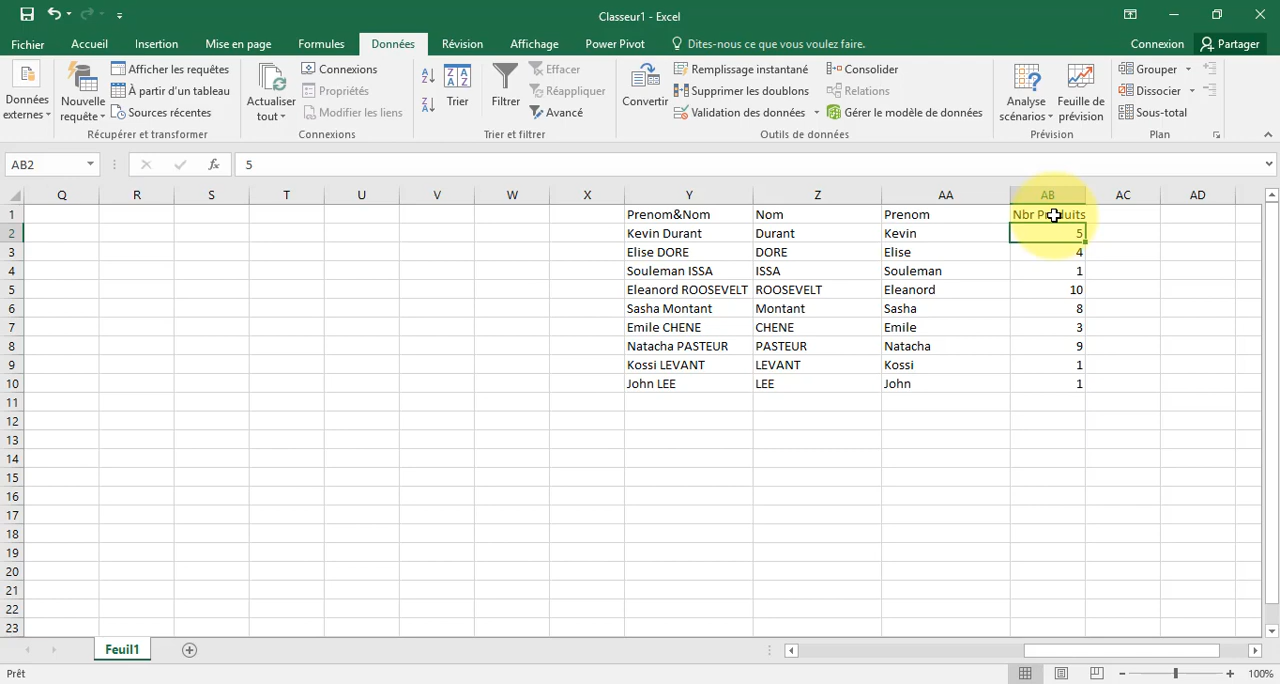 Classeur1 - Excel
Fichier Accueil Insertion Mise en page Formules Données Révision Affichage Power Pivot Dites-nous ce que vous voulez faire. Connexion Partager
Données externes
Nouvelle requête
Afficher les requêtes
À partir d'un tableau
Sources récentes
Récupérer et transformer
Actualiser tout
Connexions
Propriétés
Modifier les liens
Connexions
Trier
Filtrer
Effacer
Réappliquer
Avancé
Trier et filtrer
Convertir
Remplissage instantané
Supprimer les doublons
Validation des données
Consolider
Relations
Gérer le modèle de données
Outils de données
Analyse scénarios
Feuille de prévision
Prévision
Grouper
Dissocier
Sous-total
Plan
AB2 fx 5
Q R S T U V W X Y Z AA AB AC AD
1 Prenom&Nom Nom Prenom Nbr Produits
2 Kevin Durant Durant Kevin 5
3 Elise DORE DORE Elise 4
4 Souleman ISSA ISSA Souleman 1
5 Eleanord ROOSEVELT ROOSEVELT Eleanord 10
6 Sasha Montant Montant Sasha 8
7 Emile CHENE CHENE Emile 3
8 Natacha PASTEUR PASTEUR Natacha 9
9 Kossi LEVANT LEVANT Kossi 1
10 John LEE LEE John 1
11
12
13
14
15
16
17
18
19
20
21
22
23
Feuil1
Prêt 100%